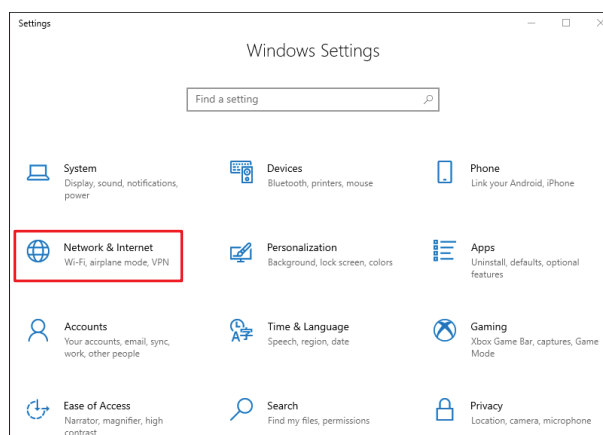 Settings
Windows Settings
Find a setting
System
Display, sound, notifications,
power
Devices
Bluetooth, printers, mouse
Phone
Link your Android, iPhone
Network & Internet
Wi-Fi, airplane mode, VPN
Personalization
Background, lock screen, colors
Apps
Uninstall, defaults, optional
features
Accounts
Your accounts, email, sync,
work, other people
Time & Language
Speech, region, date
Gaming
Xbox Game Bar, captures, Game
Mode
Ease of Access
Narrator, magnifier, high
contrast
Search
Find my files, permissions
Privacy
Location, camera, microphone